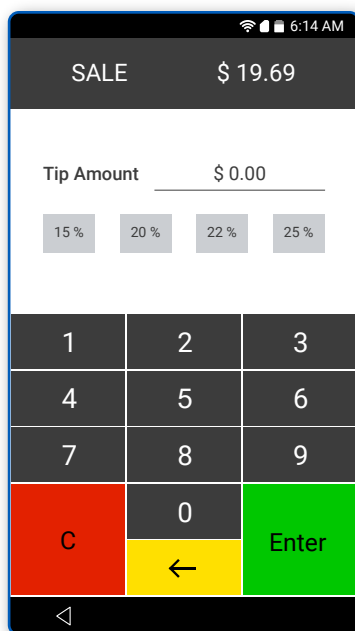 6:14 AM
SALE $ 19.69
Tip Amount $ 0.00
15 % 20 % 22 % 25 %
1 2 3
4 5 6
7 8 9
C 0 Enter